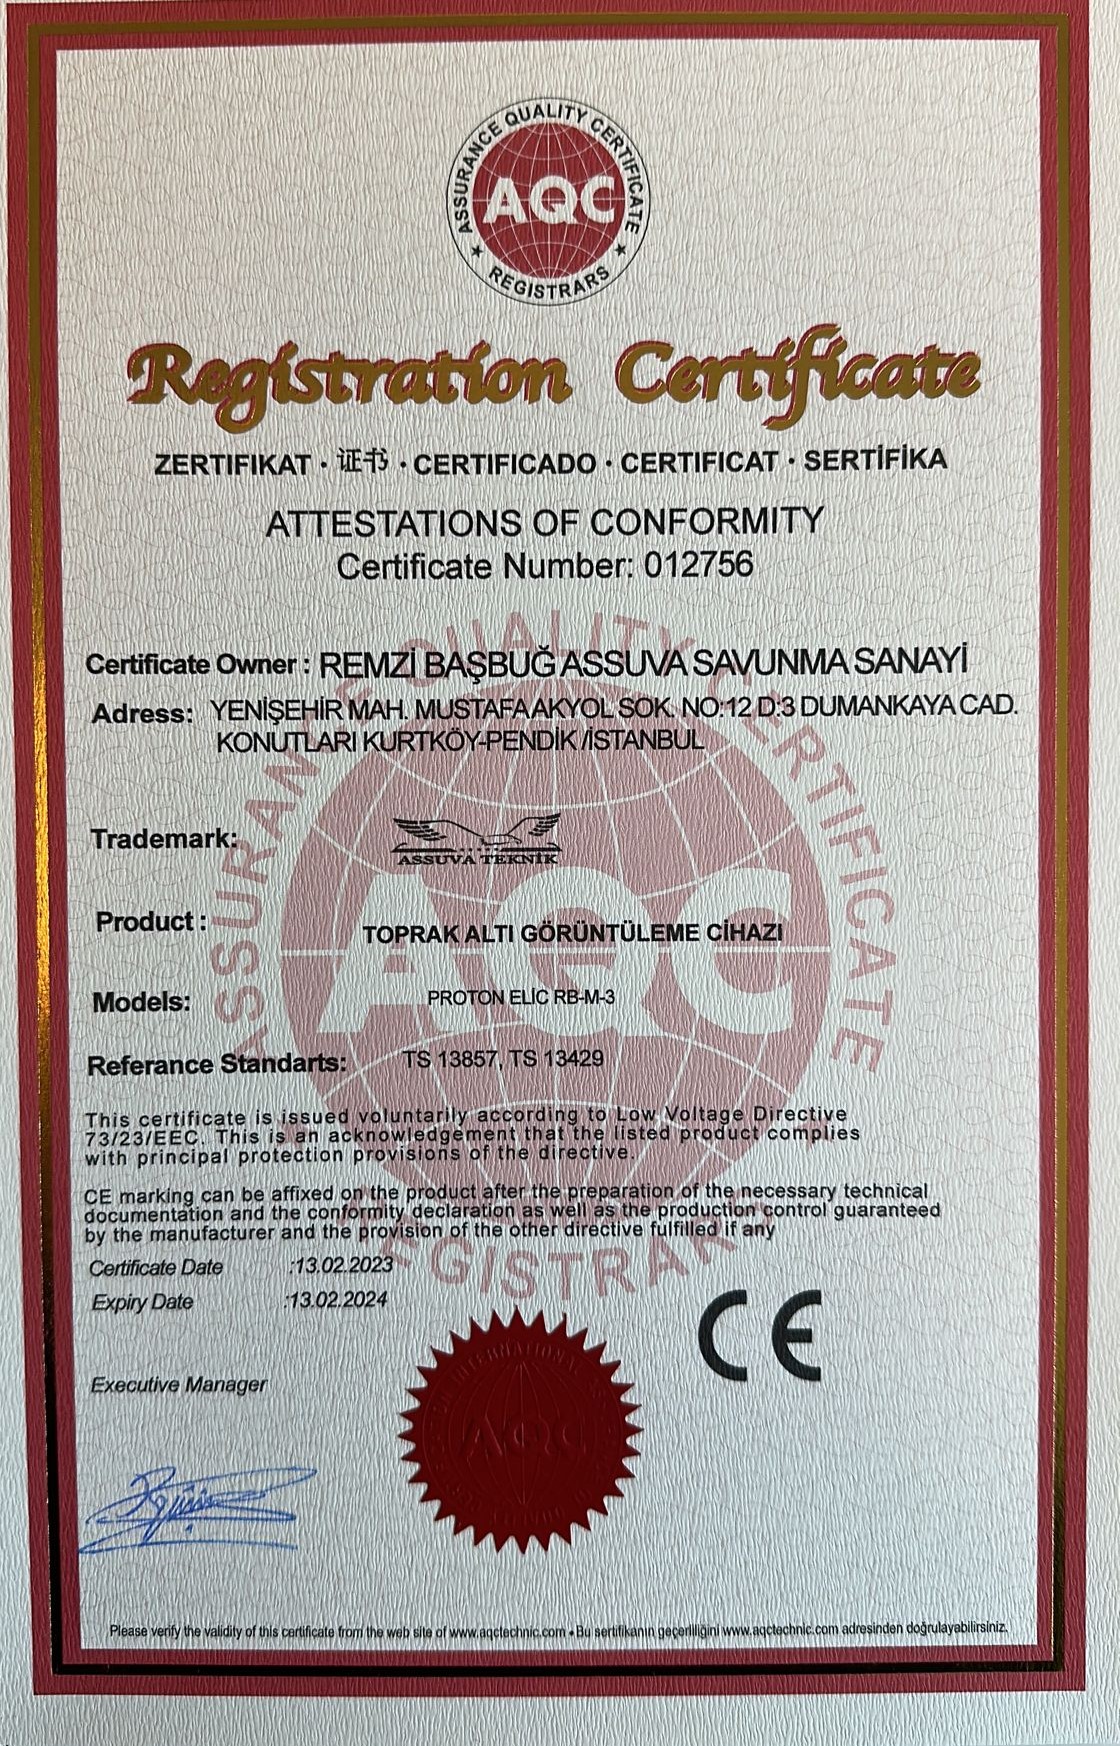 ASSURANCE QUALITY CERTIFICATE
AQC
★ REGISTRARS ★
Registration Certificate
ZERTIFIKAT · 证书 · CERTIFICADO · CERTIFICAT · SERTİFİKA
ATTESTATIONS OF CONFORMITY
Certificate Number: 012756
Certificate Owner : REMZİ BAŞBUĞ ASSUVA SAVUNMA SANAYİ
Adress: YENİŞEHİR MAH. MUSTAFA AKYOL SOK. NO:12 D:3 DUMANKAYA CAD.
KONUTLARI KURTKÖY-PENDİK /İSTANBUL
Trademark:
ASSUVA TEKNİK
Product : TOPRAK ALTI GÖRÜNTÜLEME CİHAZI
Models: PROTON ELİC RB-M-3
Referance Standarts: TS 13857, TS 13429
This certificate is issued voluntarily according to Low Voltage Directive
73/23/EEC. This is an acknowledgement that the listed product complies
with principal protection provisions of the directive.
CE marking can be affixed on the product after the preparation of the necessary technical
documentation and the conformity declaration as well as the production control guaranteed
by the manufacturer and the provision of the other directive fulfilled if any
Certificate Date :13.02.2023
Expiry Date :13.02.2024
CE
Executive Manager
AQC
Please verify the validity of this certificate from the web site of www.aqctechnic.com • Bu sertifikanın geçerliliğini www.aqctechnic.com adresinden doğrulayabilirsiniz.
ASSURANCE QUALITY CERTIFICATE
AQC
REGISTRARS